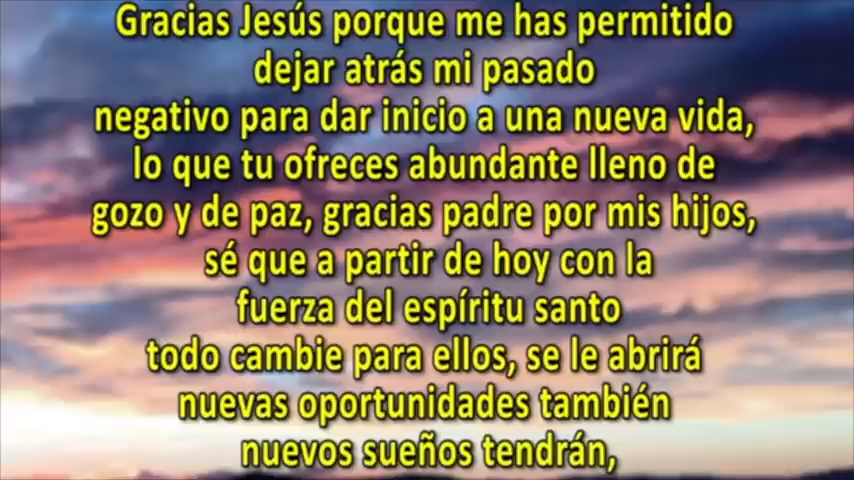 Gracias Jesús porque me has permitido
dejar atrás mi pasado
negativo para dar inicio a una nueva vida,
lo que tu ofreces abundante lleno de
gozo y de paz, gracias padre por mis hijos,
sé que a partir de hoy con la
fuerza del espíritu santo
todo cambie para ellos, se le abrirá
nuevas oportunidades también
nuevos sueños tendrán,